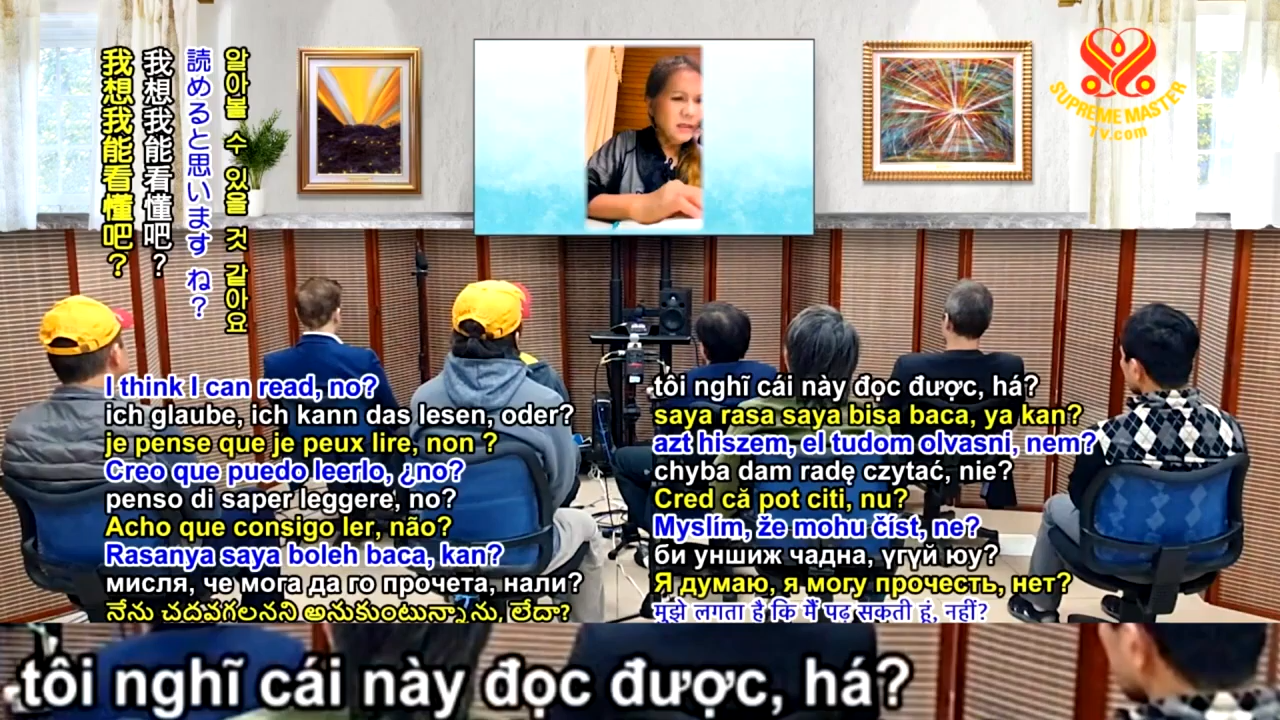 我想我能看懂吧？
我想我能看懂吧？
読めると思います ね？
알아볼 수 있을 것 같아요
SUPREME MASTER
TV.com
I think I can read, no?
ich glaube, ich kann das lesen, oder?
je pense que je peux lire, non ?
Creo que puedo leerlo, ¿no?
penso di saper leggere, no?
Acho que consigo ler, não?
Rasanya saya boleh baca, kan?
мисля, че мога да го прочета, нали?
నేను చదవగలనని అనుకుంటున్నాను, లేదా?
tôi nghĩ cái này đọc được, há?
saya rasa saya bisa baca, ya kan?
azt hiszem, el tudom olvasni, nem?
chyba dam radę czytać, nie?
Cred că pot citi, nu?
Myslím, že mohu číst, ne?
би уншиж чадна, үгүй юу?
Я думаю, я могу прочесть, нет?
मुझे लगता है कि मैं पढ़ सकती हूं, नहीं?
tôi nghĩ cái này đọc được, há?